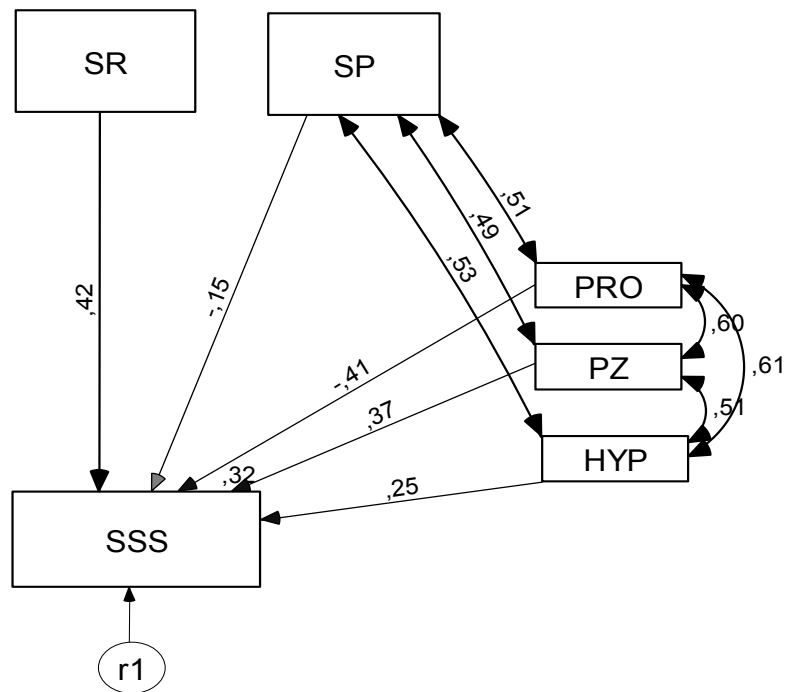 SR
SP
,51
,49
,53
,42
-,15
PRO
,60
PZ
,61
-,41
,37
,51
HYP
,32
,25
SSS
r1